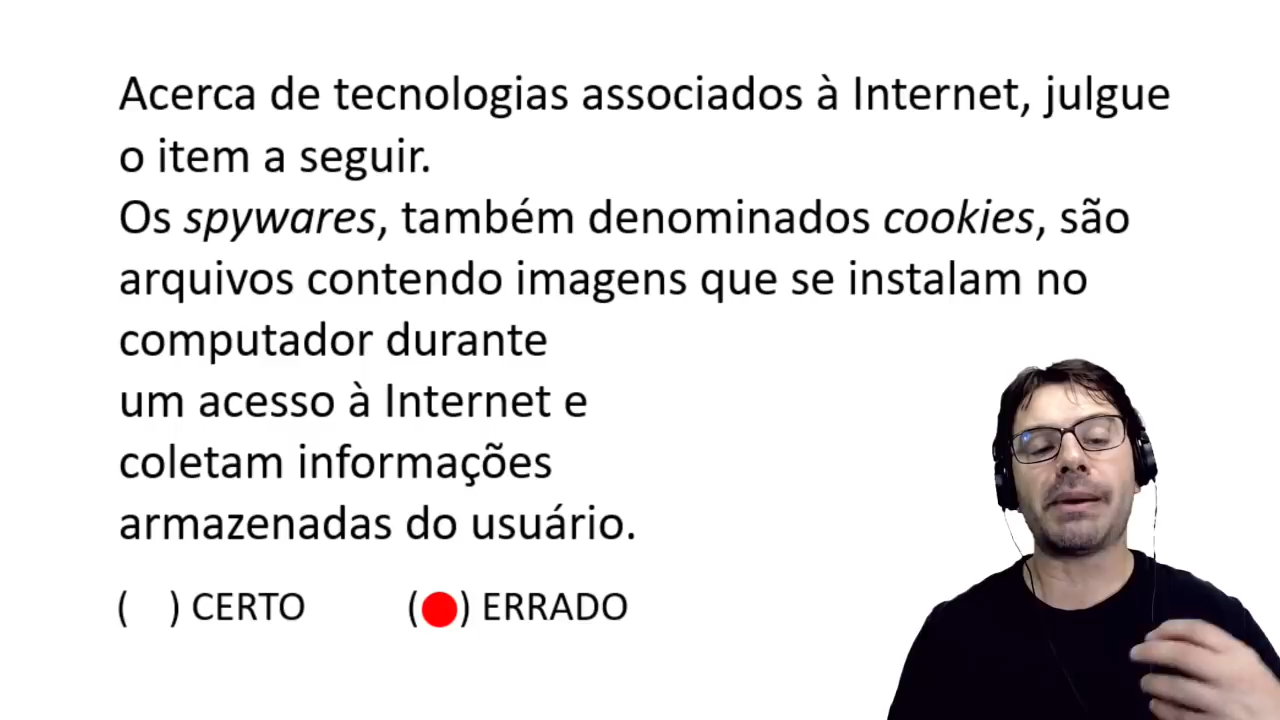 Acerca de tecnologias associados à Internet, julgue
o item a seguir.
Os spywares, também denominados cookies, são
arquivos contendo imagens que se instalam no
computador durante
um acesso à Internet e
coletam informações
armazenadas do usuário.
( ) CERTO (●) ERRADO